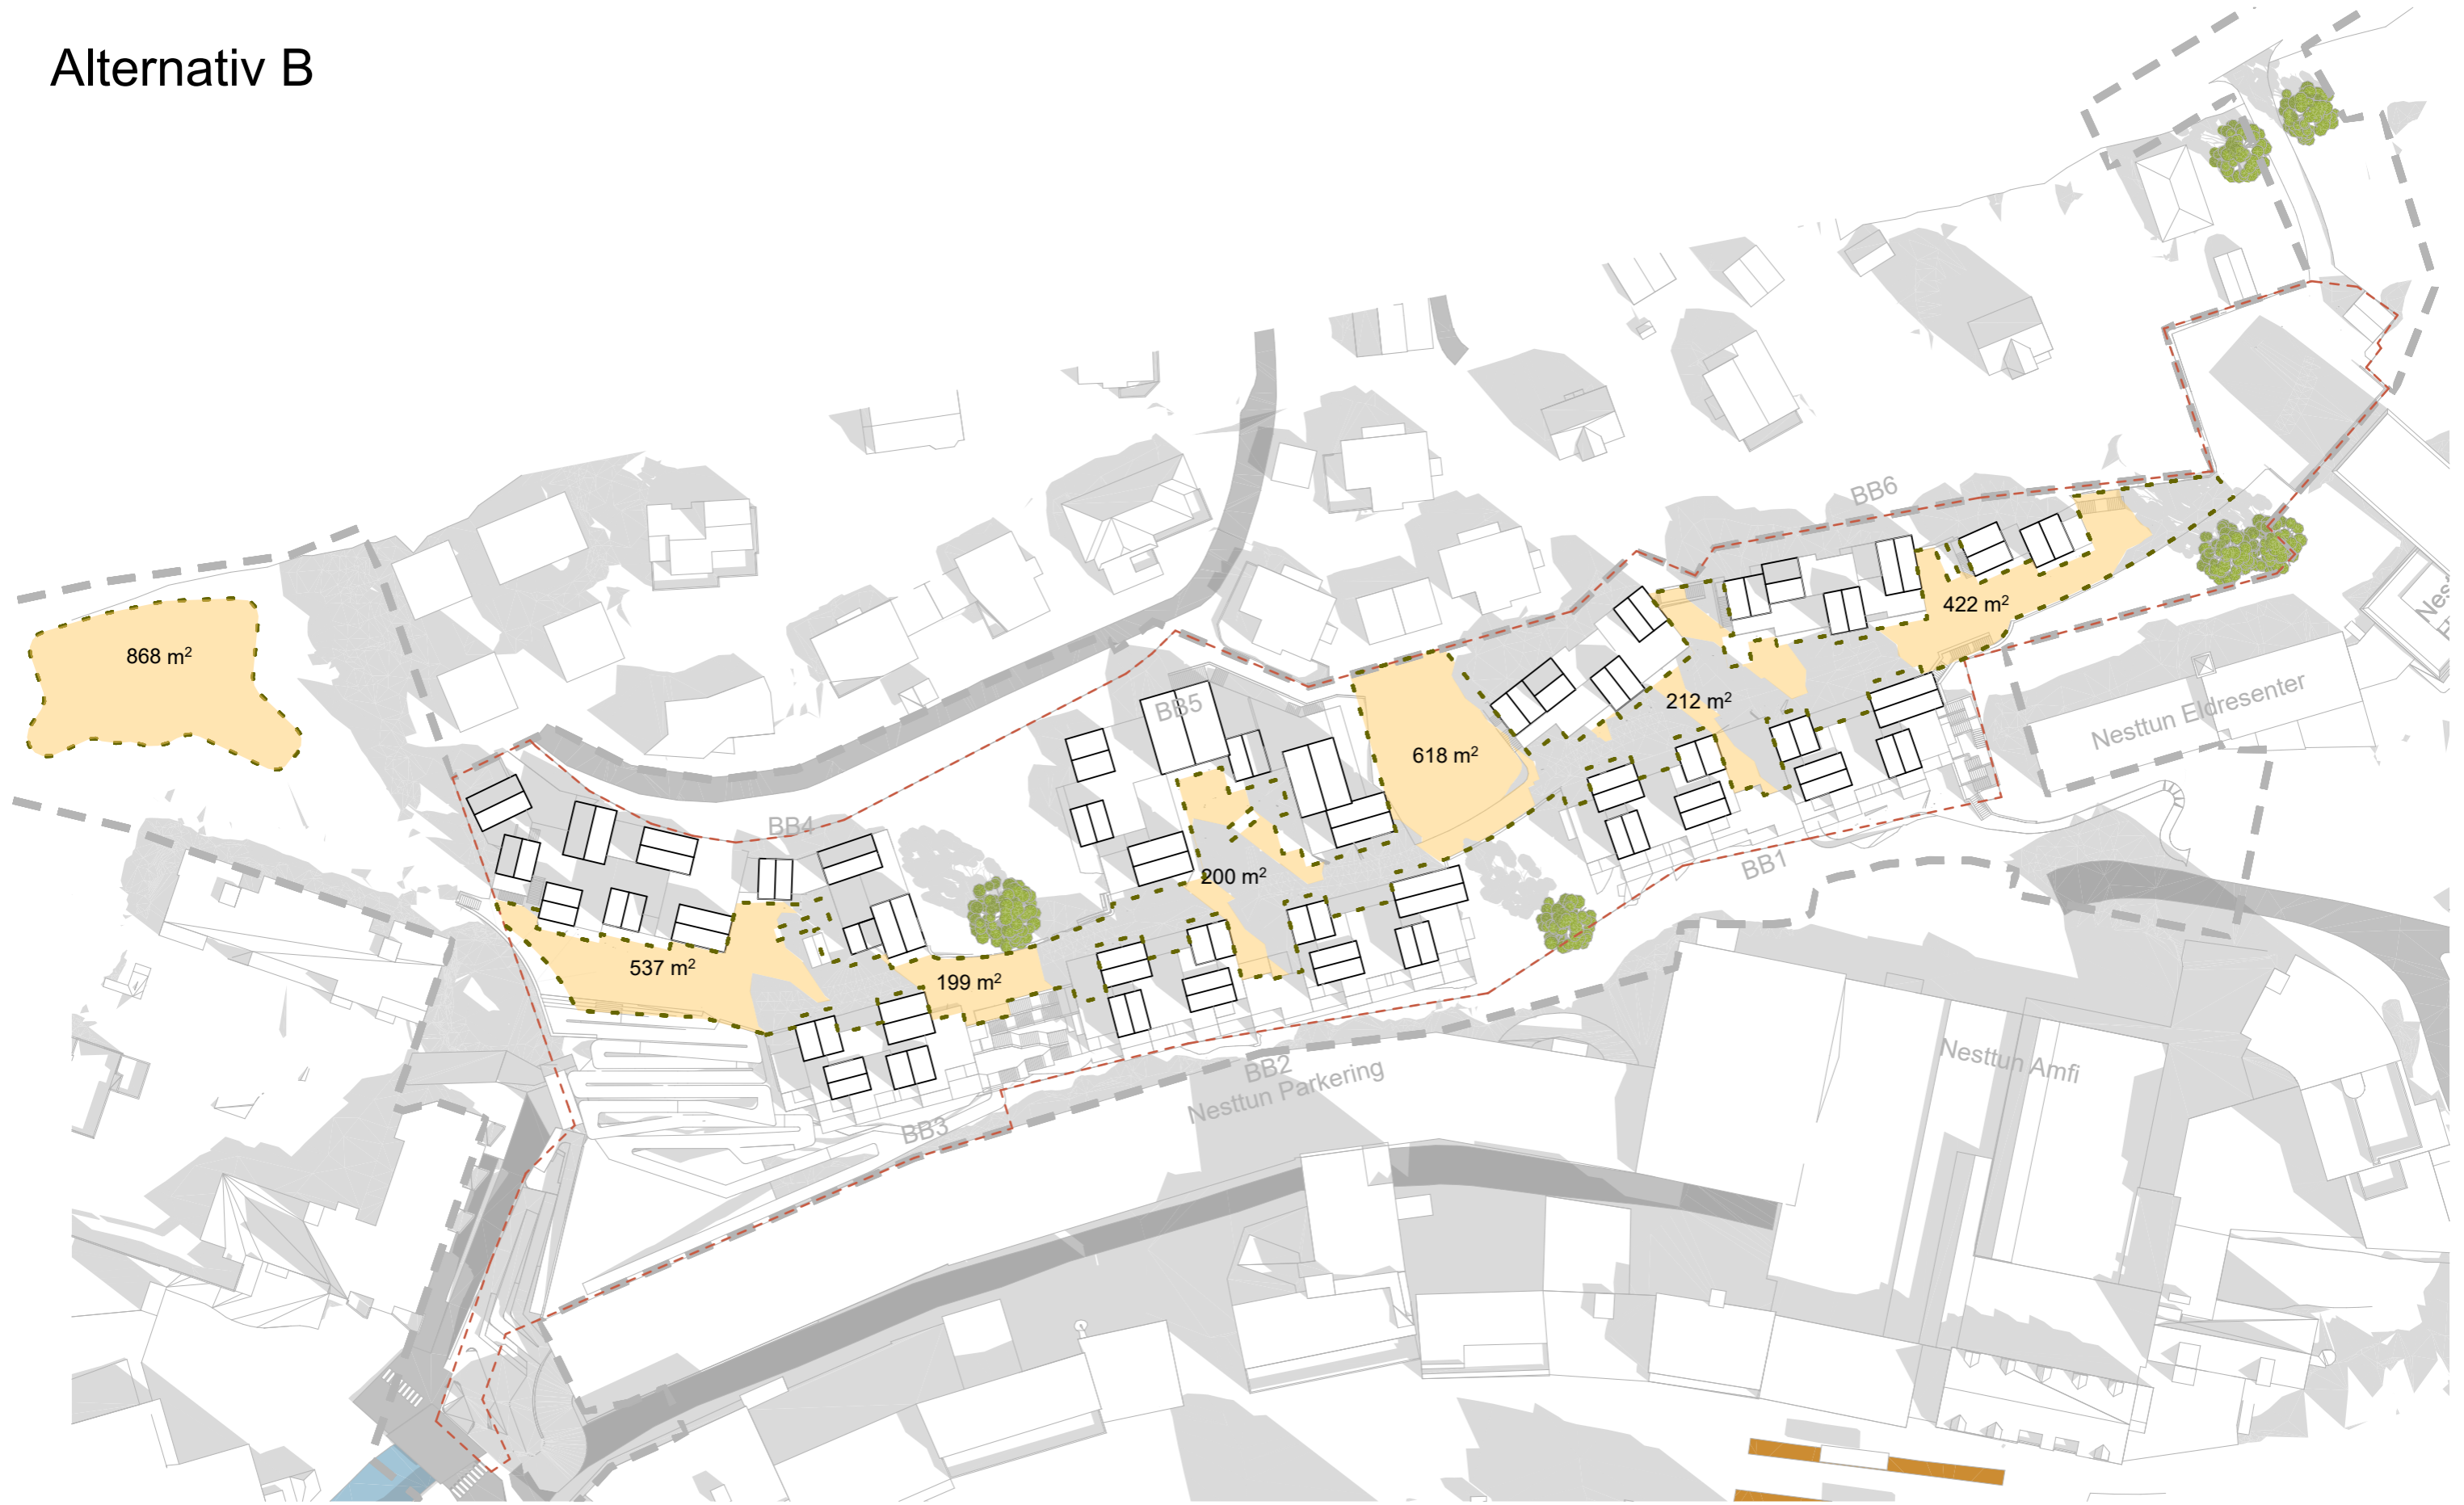 Alternativ B
BB6
868 m²
422 m²
BB5
212 m²
Nesttun Eldresenter
618 m²
BB4
BB1
200 m²
537 m²
199 m²
BB2
Nesttun Parkering
BB3
Nesttun Amfi